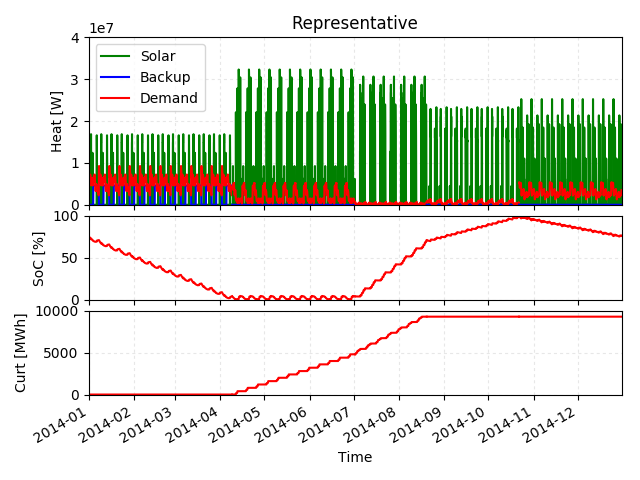 Representative
1e7
4
3
2
1
0
Heat [W]
Solar
Backup
Demand
100
50
0
SoC [%]
10000
5000
0
Curt [MWh]
2014-01
2014-02
2014-03
2014-04
2014-05
2014-06
2014-07
2014-08
2014-09
2014-10
2014-11
2014-12
Time